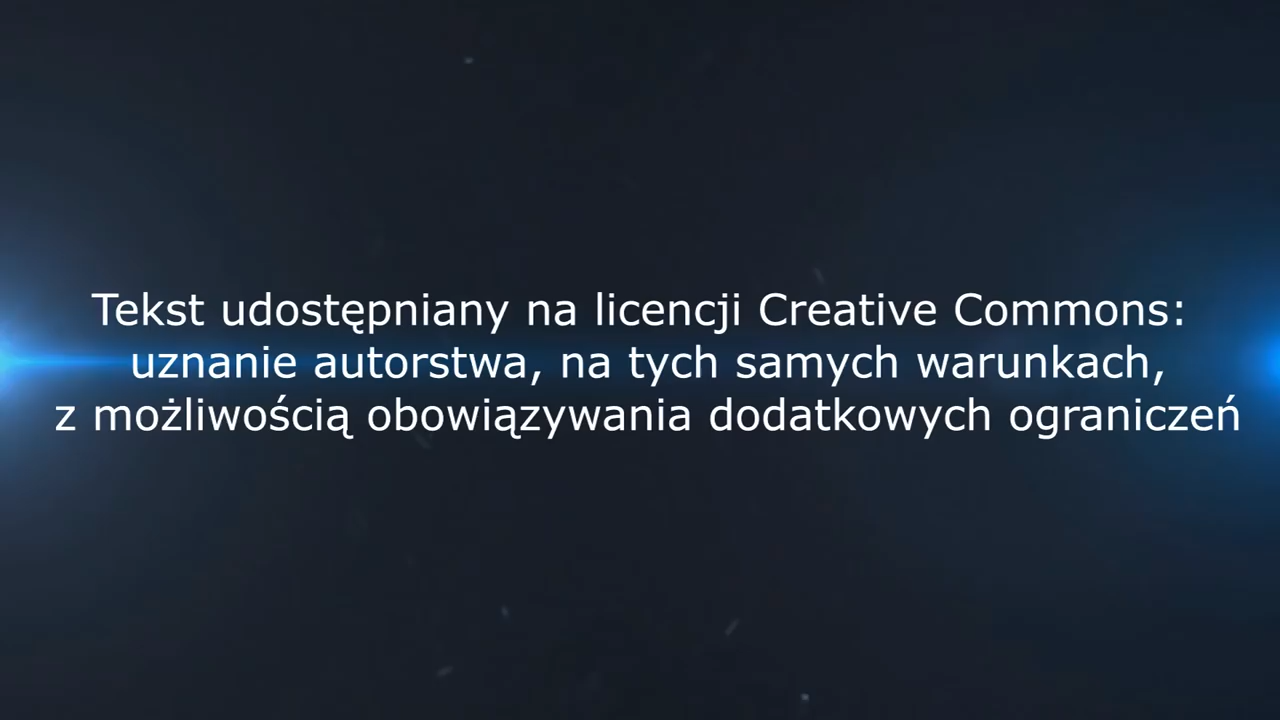 Tekst udostępniany na licencji Creative Commons:
uznanie autorstwa, na tych samych warunkach,
z możliwością obowiązywania dodatkowych ograniczeń